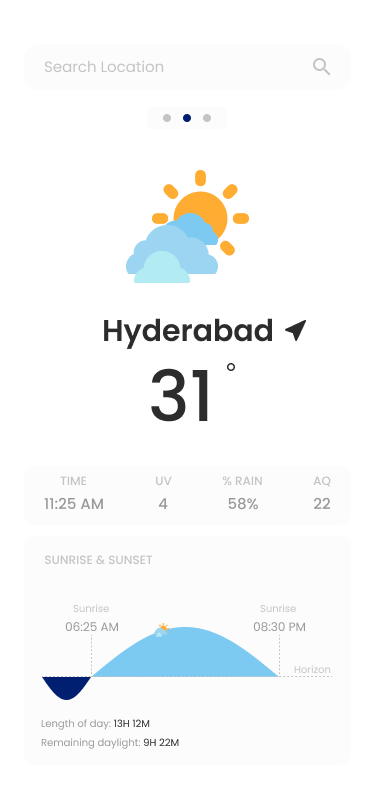 Search Location
Hyderabad
31°
TIME UV % RAIN AQ
11:25 AM 4 58% 22
SUNRISE & SUNSET
Sunrise Sunrise
06:25 AM 08:30 PM
Horizon
Length of day: 13H 12M
Remaining daylight: 9H 22M